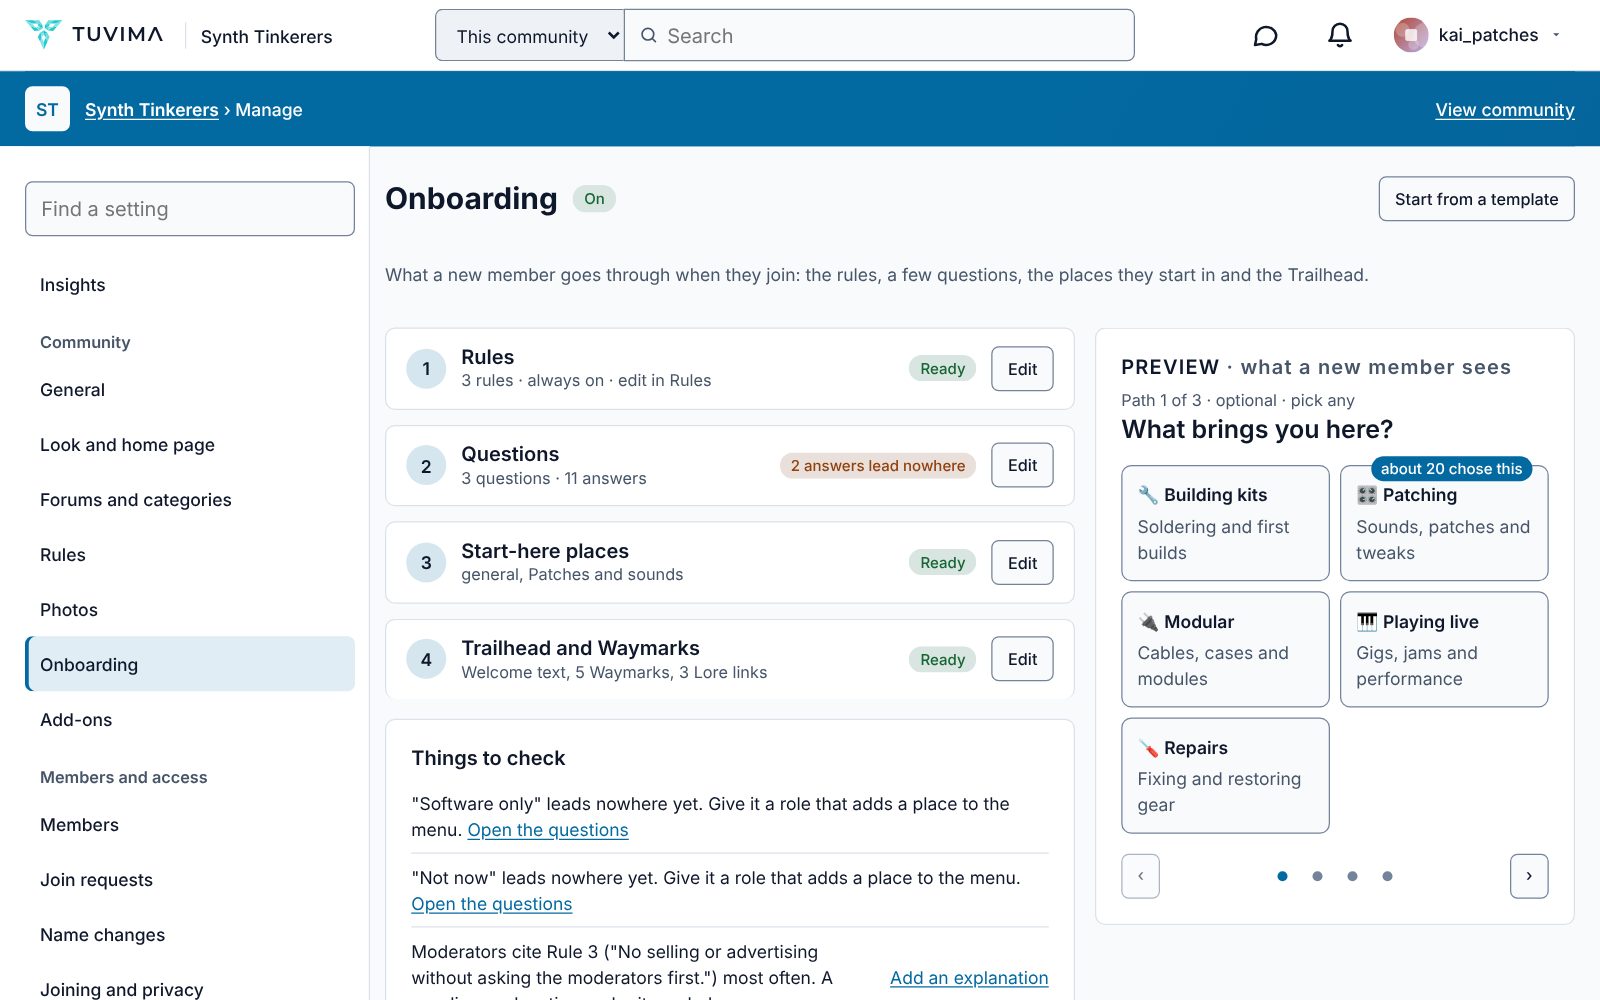 TUVIMA
Synth Tinkerers
This community
Search
kai_patches
ST
Synth Tinkerers › Manage
View community
Find a setting
Insights
Community
General
Look and home page
Forums and categories
Rules
Photos
Onboarding
Add-ons
Members and access
Members
Join requests
Name changes
Joining and privacy
Onboarding
On
Start from a template
What a new member goes through when they join: the rules, a few questions, the places they start in and the Trailhead.
1
Rules
3 rules · always on · edit in Rules
Ready
Edit
2
Questions
3 questions · 11 answers
2 answers lead nowhere
Edit
3
Start-here places
general, Patches and sounds
Ready
Edit
4
Trailhead and Waymarks
Welcome text, 5 Waymarks, 3 Lore links
Ready
Edit
Things to check
"Software only" leads nowhere yet. Give it a role that adds a place to the
menu. Open the questions
"Not now" leads nowhere yet. Give it a role that adds a place to the menu.
Open the questions
Moderators cite Rule 3 ("No selling or advertising
without asking the moderators first.") most often. A
Add an explanation
PREVIEW · what a new member sees
Path 1 of 3 · optional · pick any
What brings you here?
Building kits
Soldering and first
builds
about 20 chose this
Patching
Sounds, patches and
tweaks
Modular
Cables, cases and
modules
Playing live
Gigs, jams and
performance
Repairs
Fixing and restoring
gear
‹
›